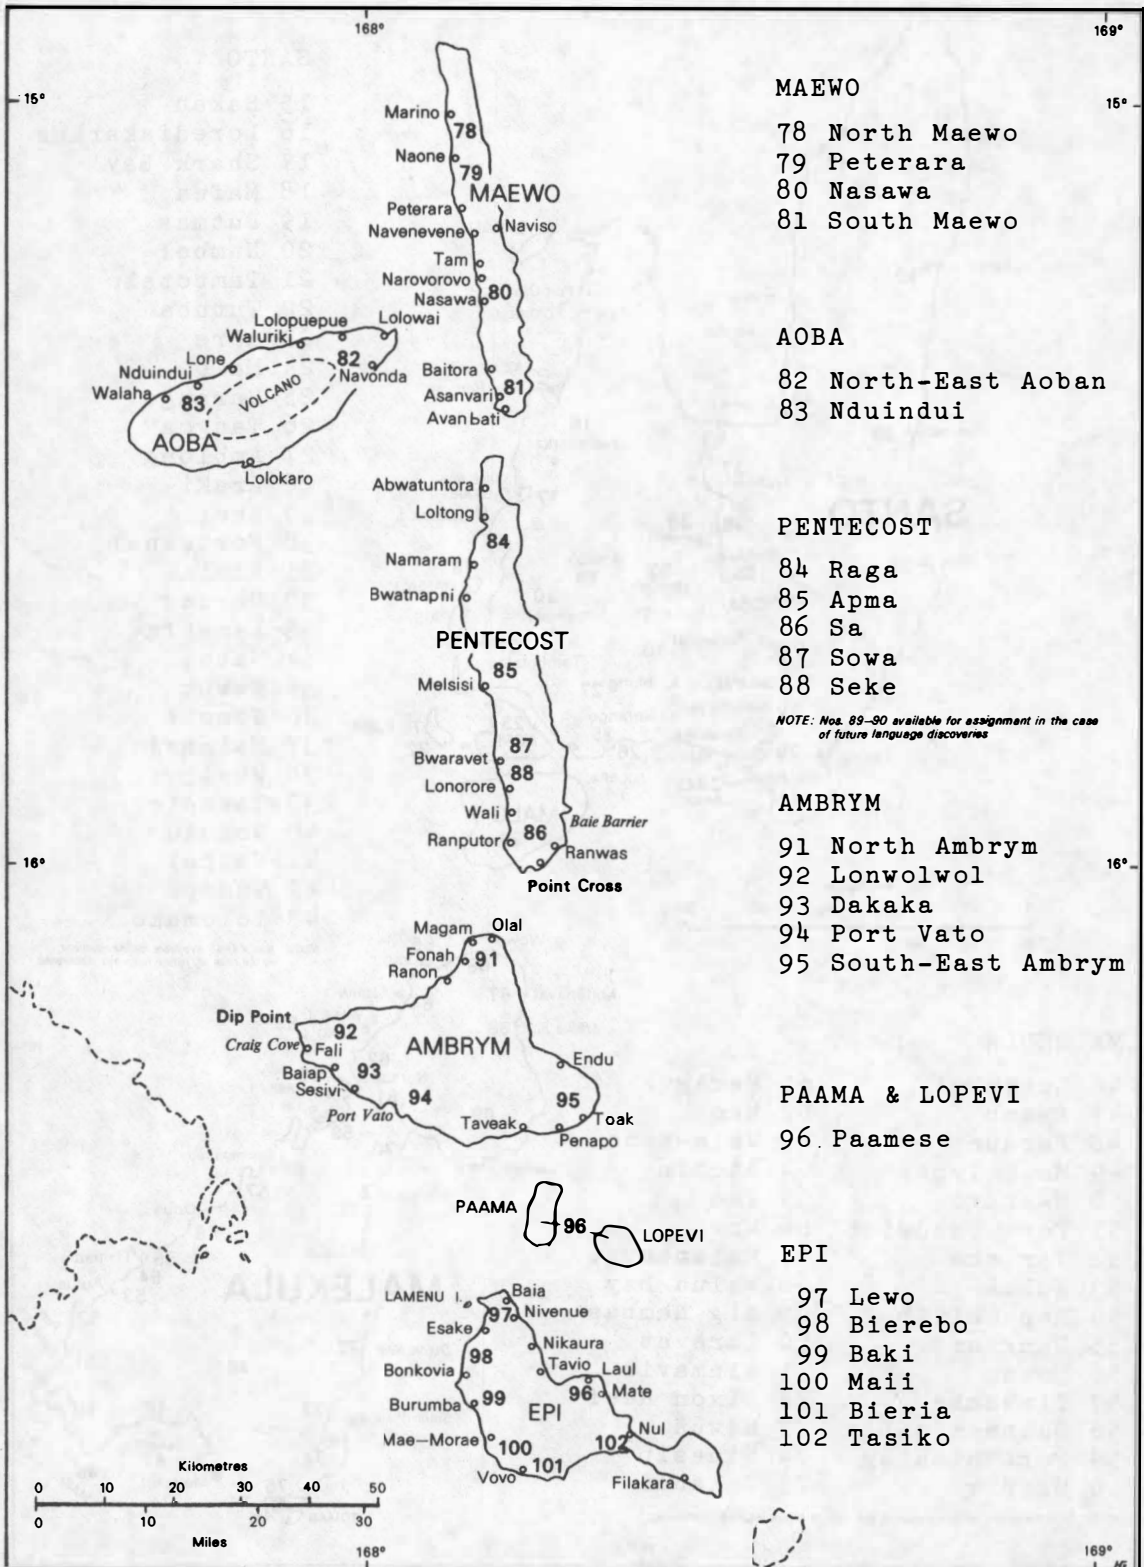 168°
169°
15°
15°
Marino
78
Naone
79
MAEWO
Peterara
Naviso
Navenevene
Tam
Narovorovo
80
Nasawa
Lolopuepue
Lolowai
Waluriki
Lone
82
Navonda
Nduindui
VOLCANO
Walaha
83
AOBA
Lolokaro
Baitora
81
Asanvari
Avanbati
Abwatuntora
Loltong
84
Namaram
Bwatnapni
PENTECOST
85
Melsisi
87
Bwaravet
88
Lonorore
Wali
Baie Barrier
86
Ranputor
Ranwas
16°
16°
Point Cross
Olal
Magam
Fonah
91
Ranon
Dip Point
92
Craig Cove
Fali
AMBRYM
Endu
Baiap
93
Sesivi
94
95
Port Vato
Toak
Taveak
Penapo
PAAMA
96
LOPEVI
LAMENU I.
Baia
97
Nivenue
Esake
Nikaura
98
Tavio
Laul
Bonkovia
96
Mate
99
Burumba
EPI
Nul
Mae-Morae
100
102
101
Vovo
Filakara
Kilometres
0 10 20 30 40 50
0 10 20 30
Miles
168°
169°
MAEWO
78 North Maewo
79 Peterara
80 Nasawa
81 South Maewo
AOBA
82 North-East Aoban
83 Nduindui
PENTECOST
84 Raga
85 Apma
86 Sa
87 Sowa
88 Seke
NOTE: Nos. 89–90 available for assignment in the case
of future language discoveries
AMBRYM
91 North Ambrym
92 Lonwolwol
93 Dakaka
94 Port Vato
95 South-East Ambrym
PAAMA & LOPEVI
96. Paamese
EPI
97 Lewo
98 Bierebo
99 Baki
100 Maii
101 Bieria
102 Tasiko